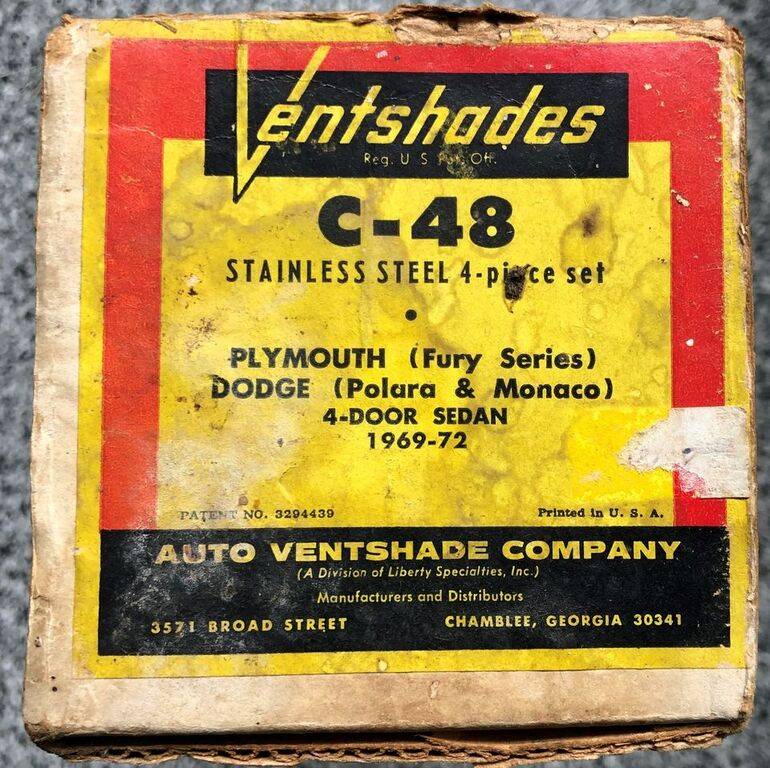 Ventshades
Reg. U S Pat. Off.
C-48
STAINLESS STEEL 4-piece set
•
PLYMOUTH (Fury Series)
DODGE (Polara & Monaco)
4-DOOR SEDAN
1969-72
PATENT NO. 3294439
Printed in U. S. A.
AUTO VENTSHADE COMPANY
(A Division of Liberty Specialties, Inc.)
Manufacturers and Distributors
3571 BROAD STREET
CHAMBLEE, GEORGIA 30341